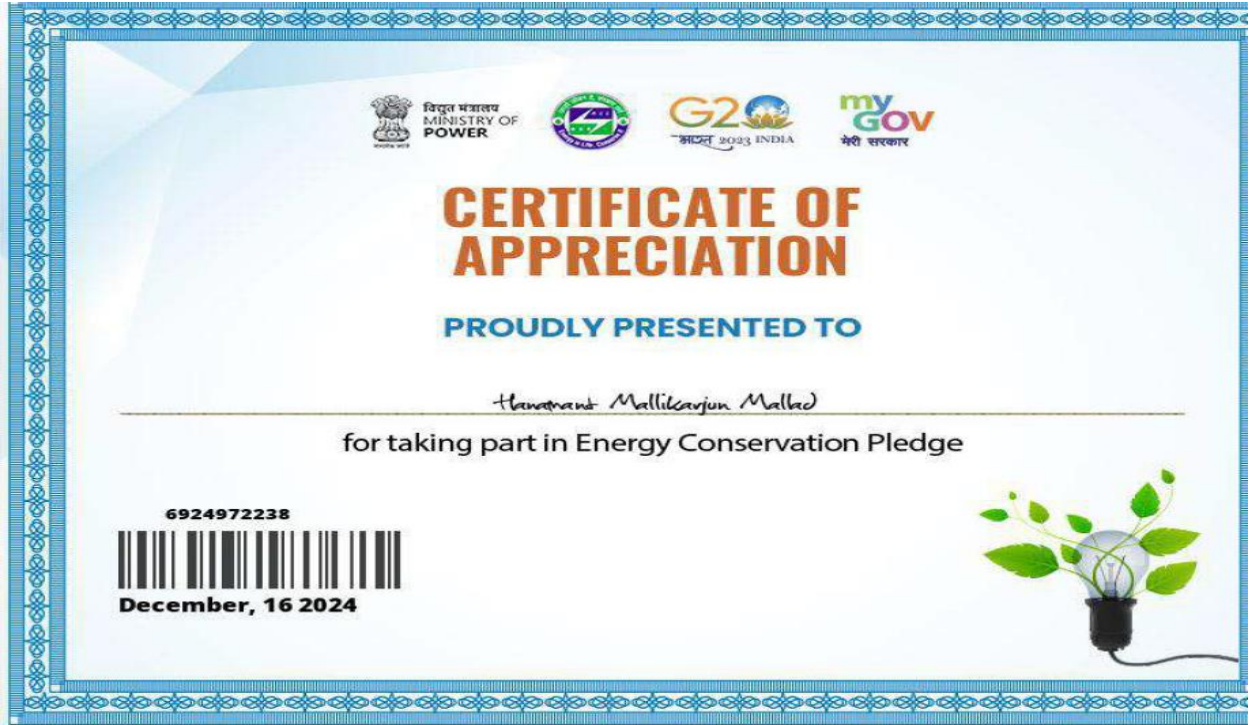 विद्युत मंत्रालय
MINISTRY OF
POWER
G20
भारत 2023 INDIA
my
GOV
मेरी सरकार
CERTIFICATE OF
APPRECIATION
PROUDLY PRESENTED TO
Mallikarjun Mallad
for taking part in Energy Conservation Pledge
6924972238
December, 16 2024